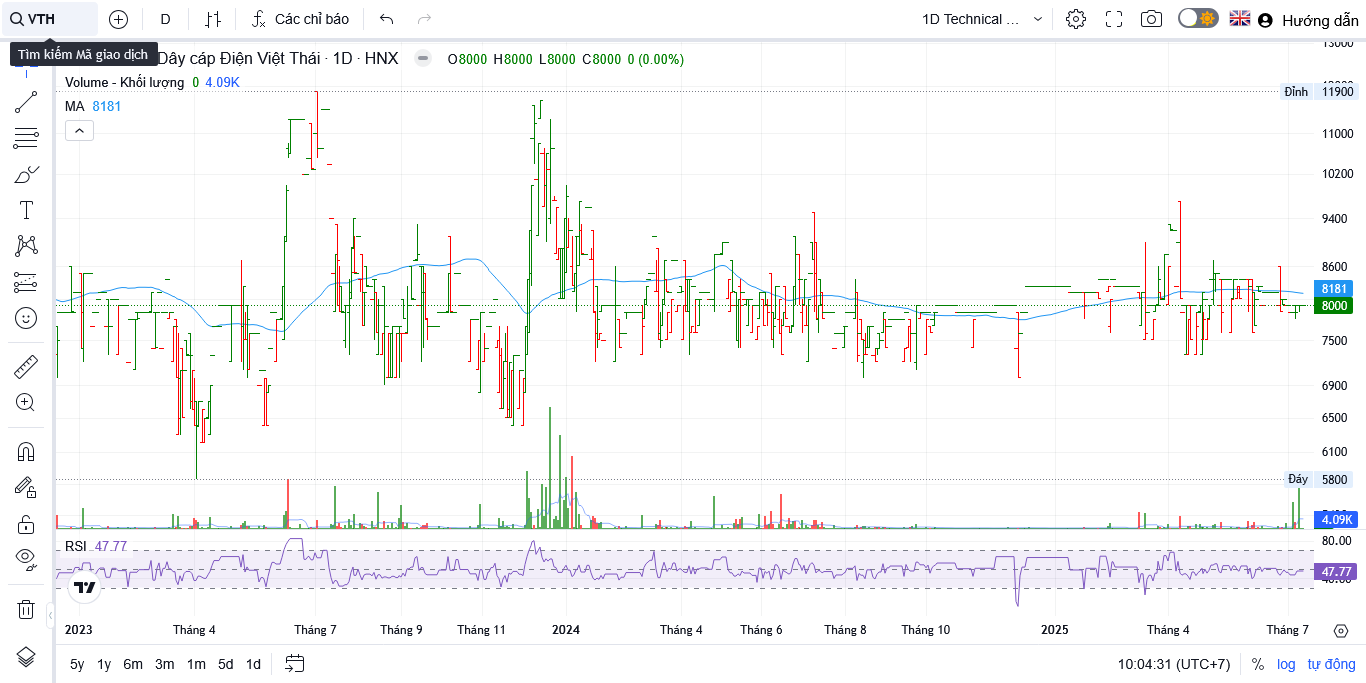 VTH D Các chỉ báo 1D Technical ... Hướng dẫn
Tìm kiếm Mã giao dịch
Dây cáp Điện Việt Thái · 1D · HNX O8000 H8000 L8000 C8000 0 (0.00%)
Volume - Khối lượng 0 4.09K
MA 8181
13000
Đỉnh 11900
11000
10200
9400
8600
8181
8000
7500
6900
6500
6100
Đáy 5800
4.09K
RSI 47.77
80.00
47.77
40.00
2023 Tháng 4 Tháng 7 Tháng 9 Tháng 11 2024 Tháng 4 Tháng 6 Tháng 8 Tháng 10 2025 Tháng 4 Tháng 7
5y 1y 6m 3m 1m 5d 1d 10:04:31 (UTC+7) % log tự động